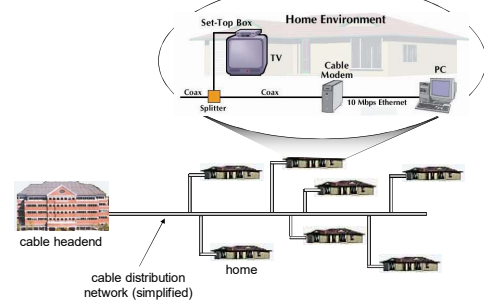 Home Environment
Set-Top Box
TV
Cable
Modem
PC
Coax
Coax
Splitter
10 Mbps Ethernet
cable headend
home
cable distribution
network (simplified)